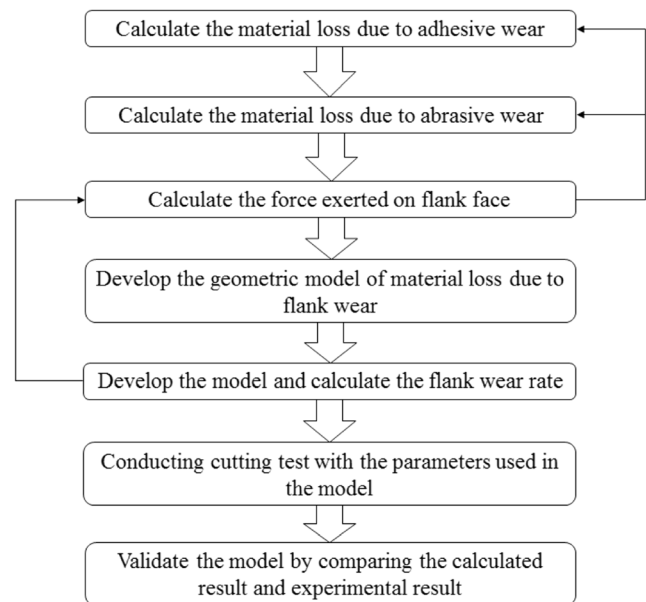 Calculate the material loss due to adhesive wear
Calculate the material loss due to abrasive wear
Calculate the force exerted on flank face
Develop the geometric model of material loss due to
flank wear
Develop the model and calculate the flank wear rate
Conducting cutting test with the parameters used in
the model
Validate the model by comparing the calculated
result and experimental result